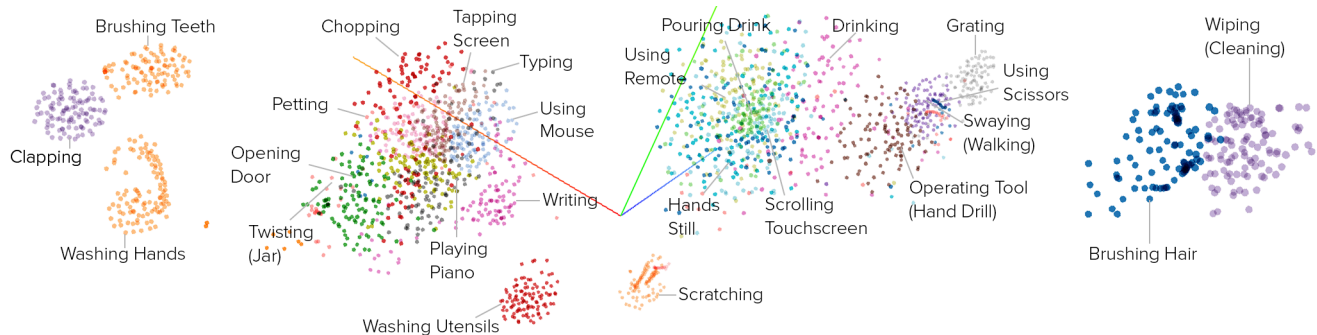 Brushing Teeth
Clapping
Washing Hands
Chopping
Tapping
Screen
Typing
Petting
Using
Mouse
Opening
Door
Writing
Twisting
(Jar)
Playing
Piano
Washing Utensils
Pouring Drink
Drinking
Using
Remote
Hands
Still
Scrolling
Touchscreen
Scratching
Grating
Using
Scissors
Swaying
(Walking)
Operating Tool
(Hand Drill)
Wiping
(Cleaning)
Brushing Hair